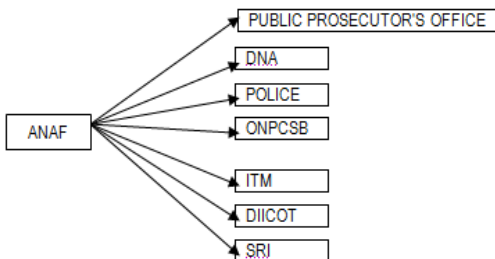 PUBLIC PROSECUTOR'S OFFICE
DNA
POLICE
ANAF
ONPCSB
ITM
DIICOT
SRI